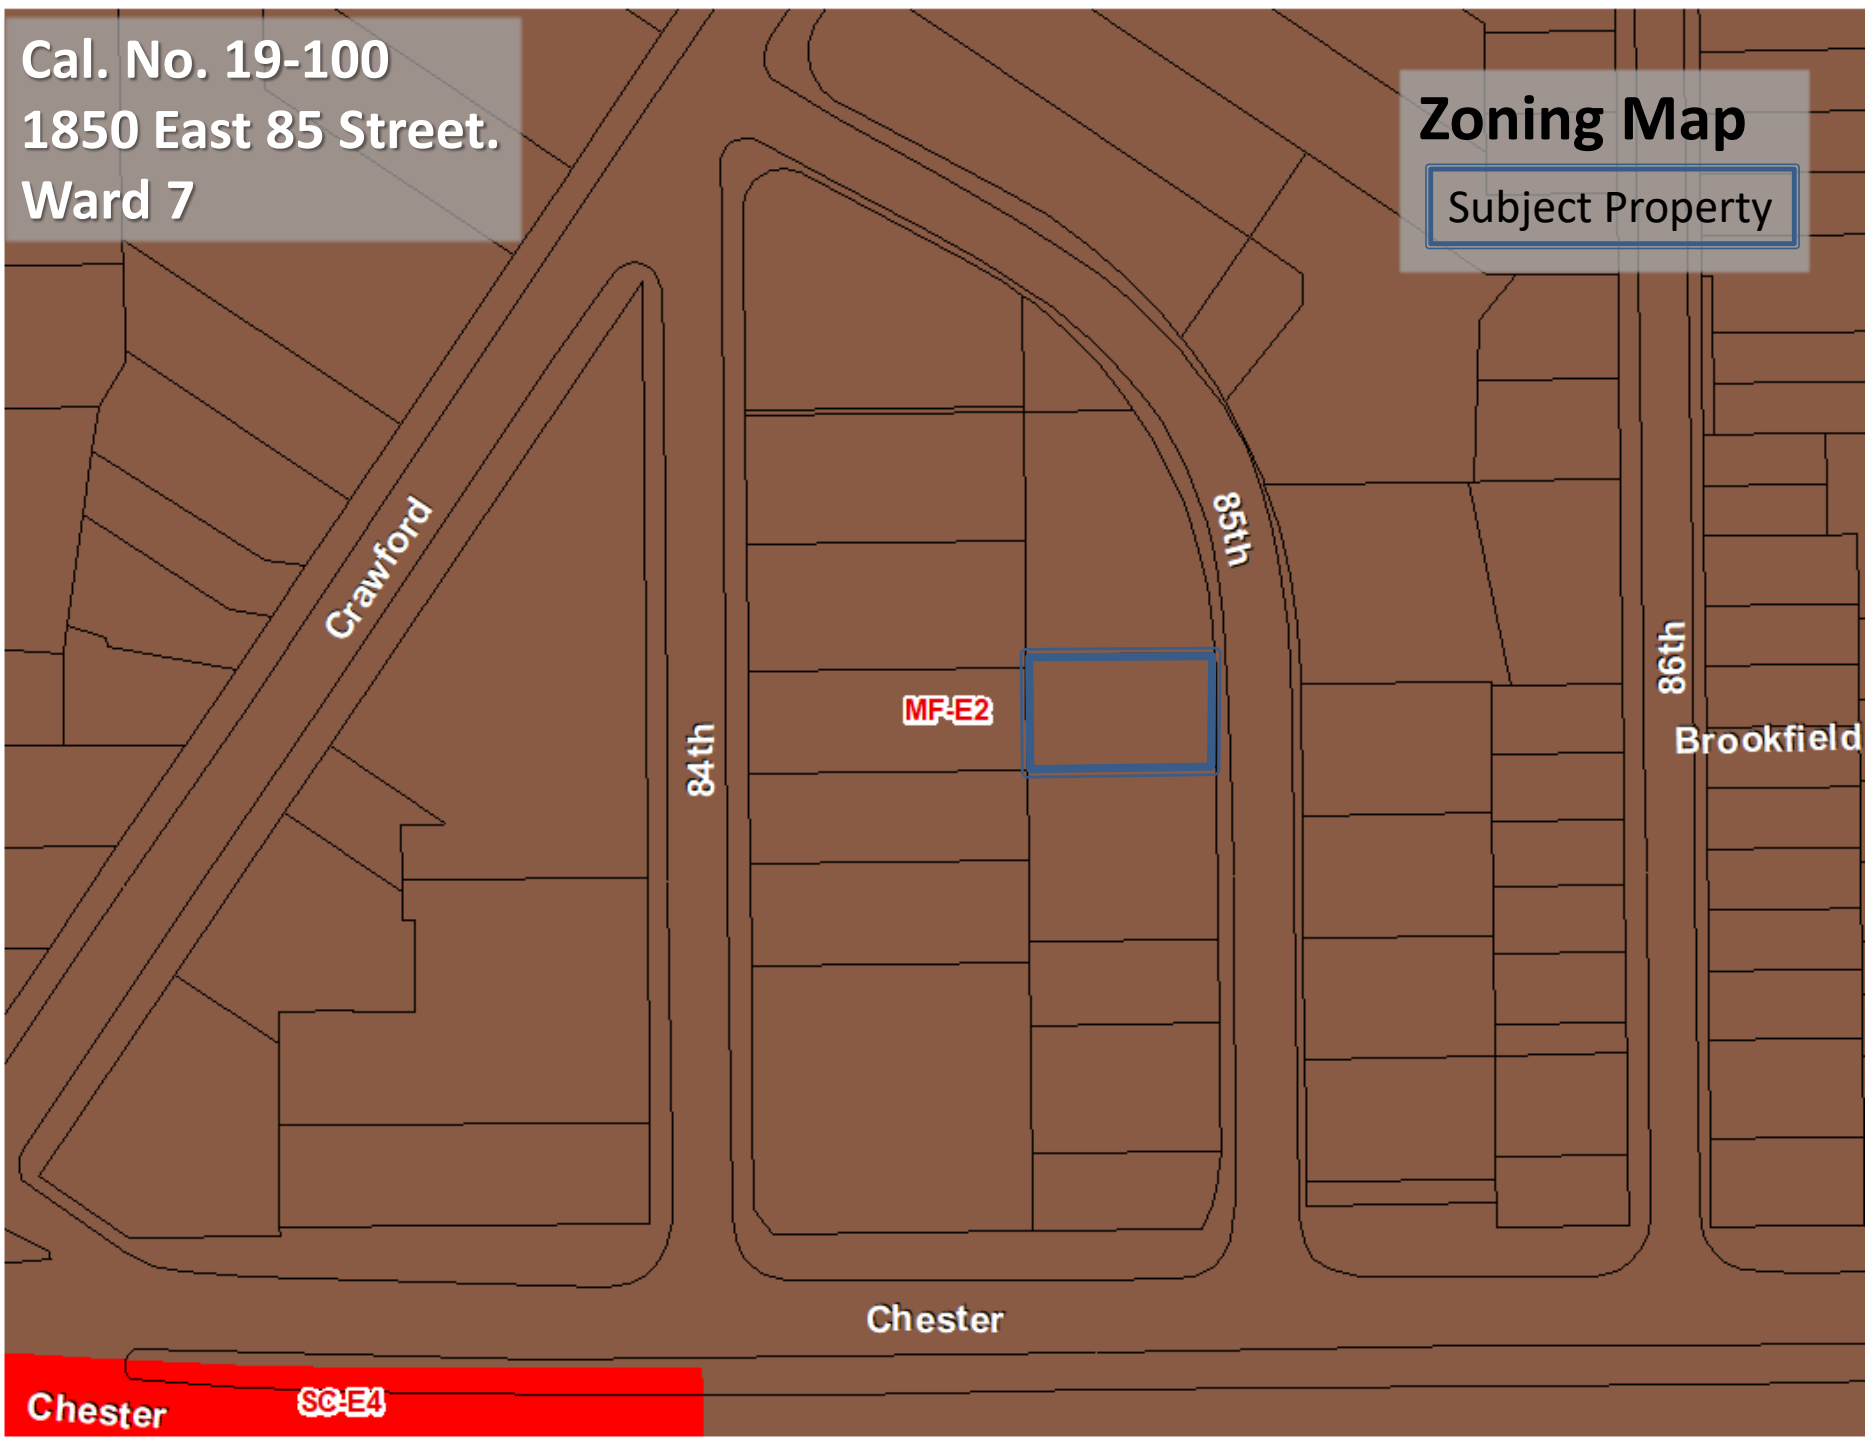 Cal. No. 19-100
1850 East 85 Street.
Ward 7
Zoning Map
Subject Property
Crawford
85th
86th
MF-E2
84th
Brookfield
Chester
SC-E4
Chester